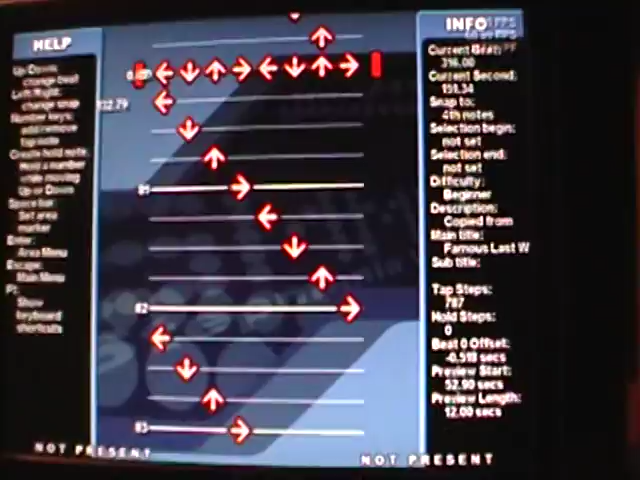 HELP
Up/Down:
change beat
Left/Right:
change snap
Number keys:
add/remove
tap note
Create hold note:
Hold a number
while moving
Up or Down
Space bar:
Set area
marker
Enter:
Area Menu
Escape:
Main Menu
F1:
Show
keyboard
shortcuts
132.79
81
82
83
NOT PRESENT
NOT PRESENT
INFO
Current Beat:
316.00
Current Second:
151.34
Snap to:
4th notes
Selection begin:
not set
Selection end:
not set
Difficulty:
Beginner
Description:
Copied from
Main title:
Famous Last W
Sub title:
Tap Steps:
787
Hold Steps:
0
Beat 0 Offset:
-0.593 secs
Preview Start:
52.90 secs
Preview Length:
12.00 secs